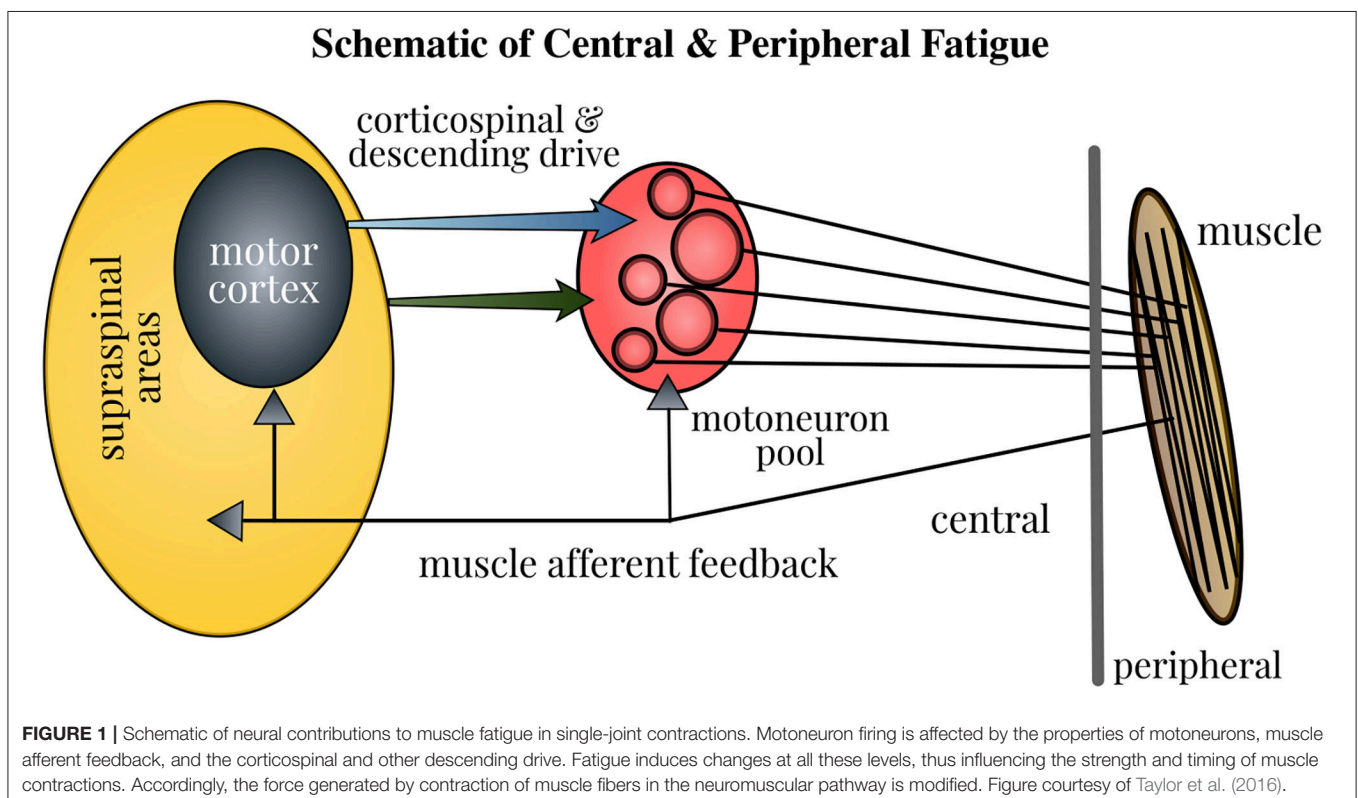 Schematic of Central & Peripheral Fatigue
corticospinal &
descending drive
motor
cortex
supraspinal
areas
muscle
motoneuron
pool
central
muscle afferent feedback
peripheral
FIGURE 1 | Schematic of neural contributions to muscle fatigue in single-joint contractions. Motoneuron firing is affected by the properties of motoneurons, muscle
afferent feedback, and the corticospinal and other descending drive. Fatigue induces changes at all these levels, thus influencing the strength and timing of muscle
contractions. Accordingly, the force generated by contraction of muscle fibers in the neuromuscular pathway is modified. Figure courtesy of Taylor et al. (2016).